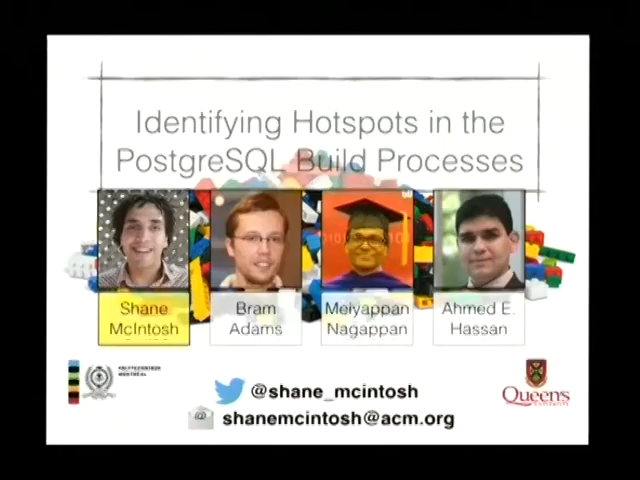 Identifying Hotspots in the
PostgreSQL Build Processes
Shane
McIntosh
Bram
Adams
Meiyappan
Nagappan
Ahmed E.
Hassan
@shane_mcintosh
shanemcintosh@acm.org
Queen's